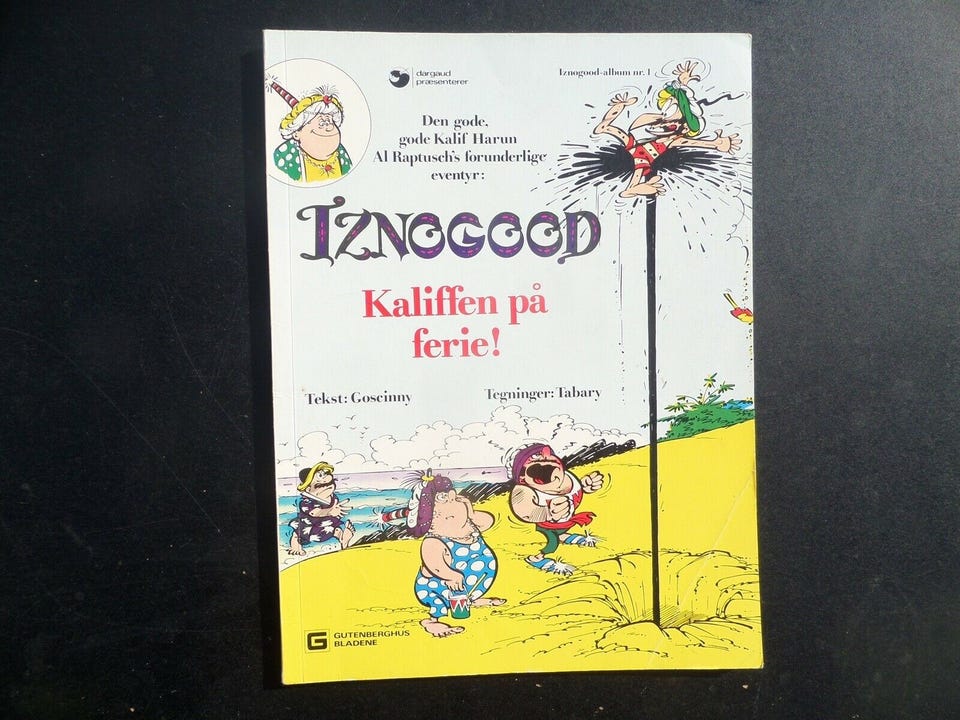 dargaud
præsenterer
Iznogood-album nr. 1
Den gode,
gode Kalif Harun
Al Raptusch's forunderlige
eventyr:
IZNOGOOD
Kaliffen på
ferie!
Tekst: Goscinny
Tegninger: Tabary
G GUTENBERGHUS
BLADENE